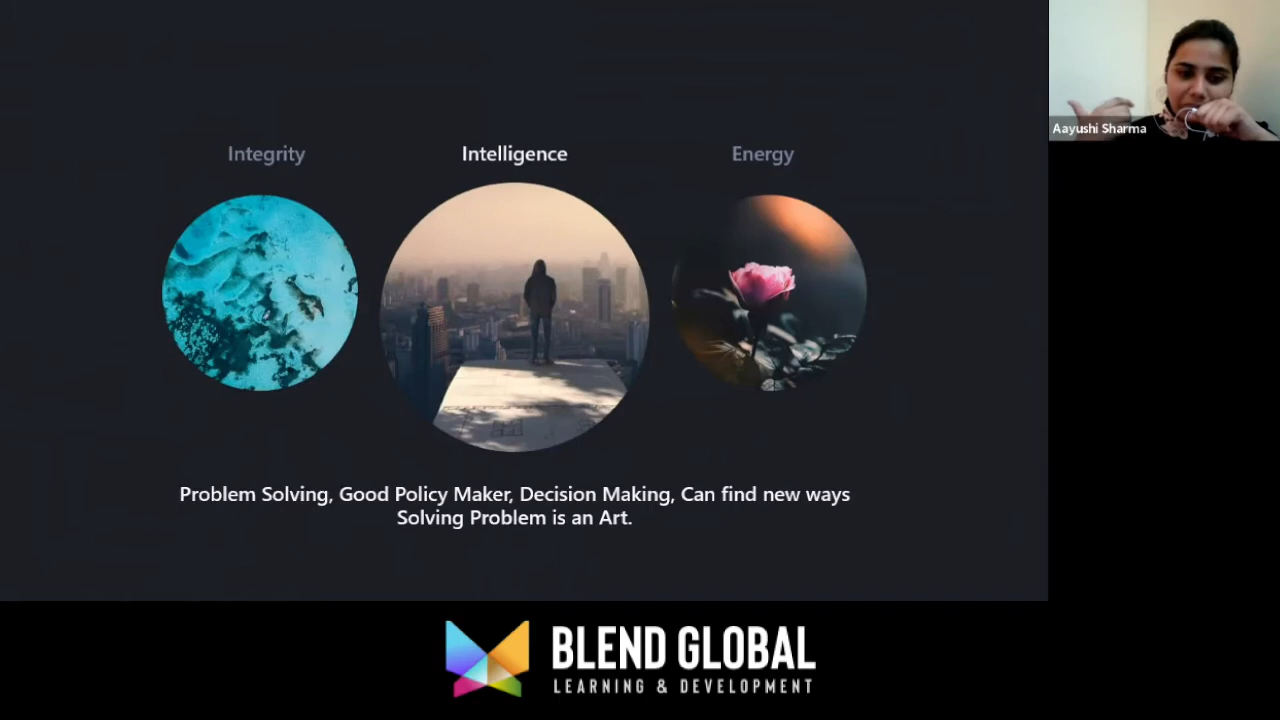 Integrity
Intelligence
Energy
Aayushi Sharma
Problem Solving, Good Policy Maker, Decision Making, Can find new ways
Solving Problem is an Art.
BLEND GLOBAL
LEARNING & DEVELOPMENT